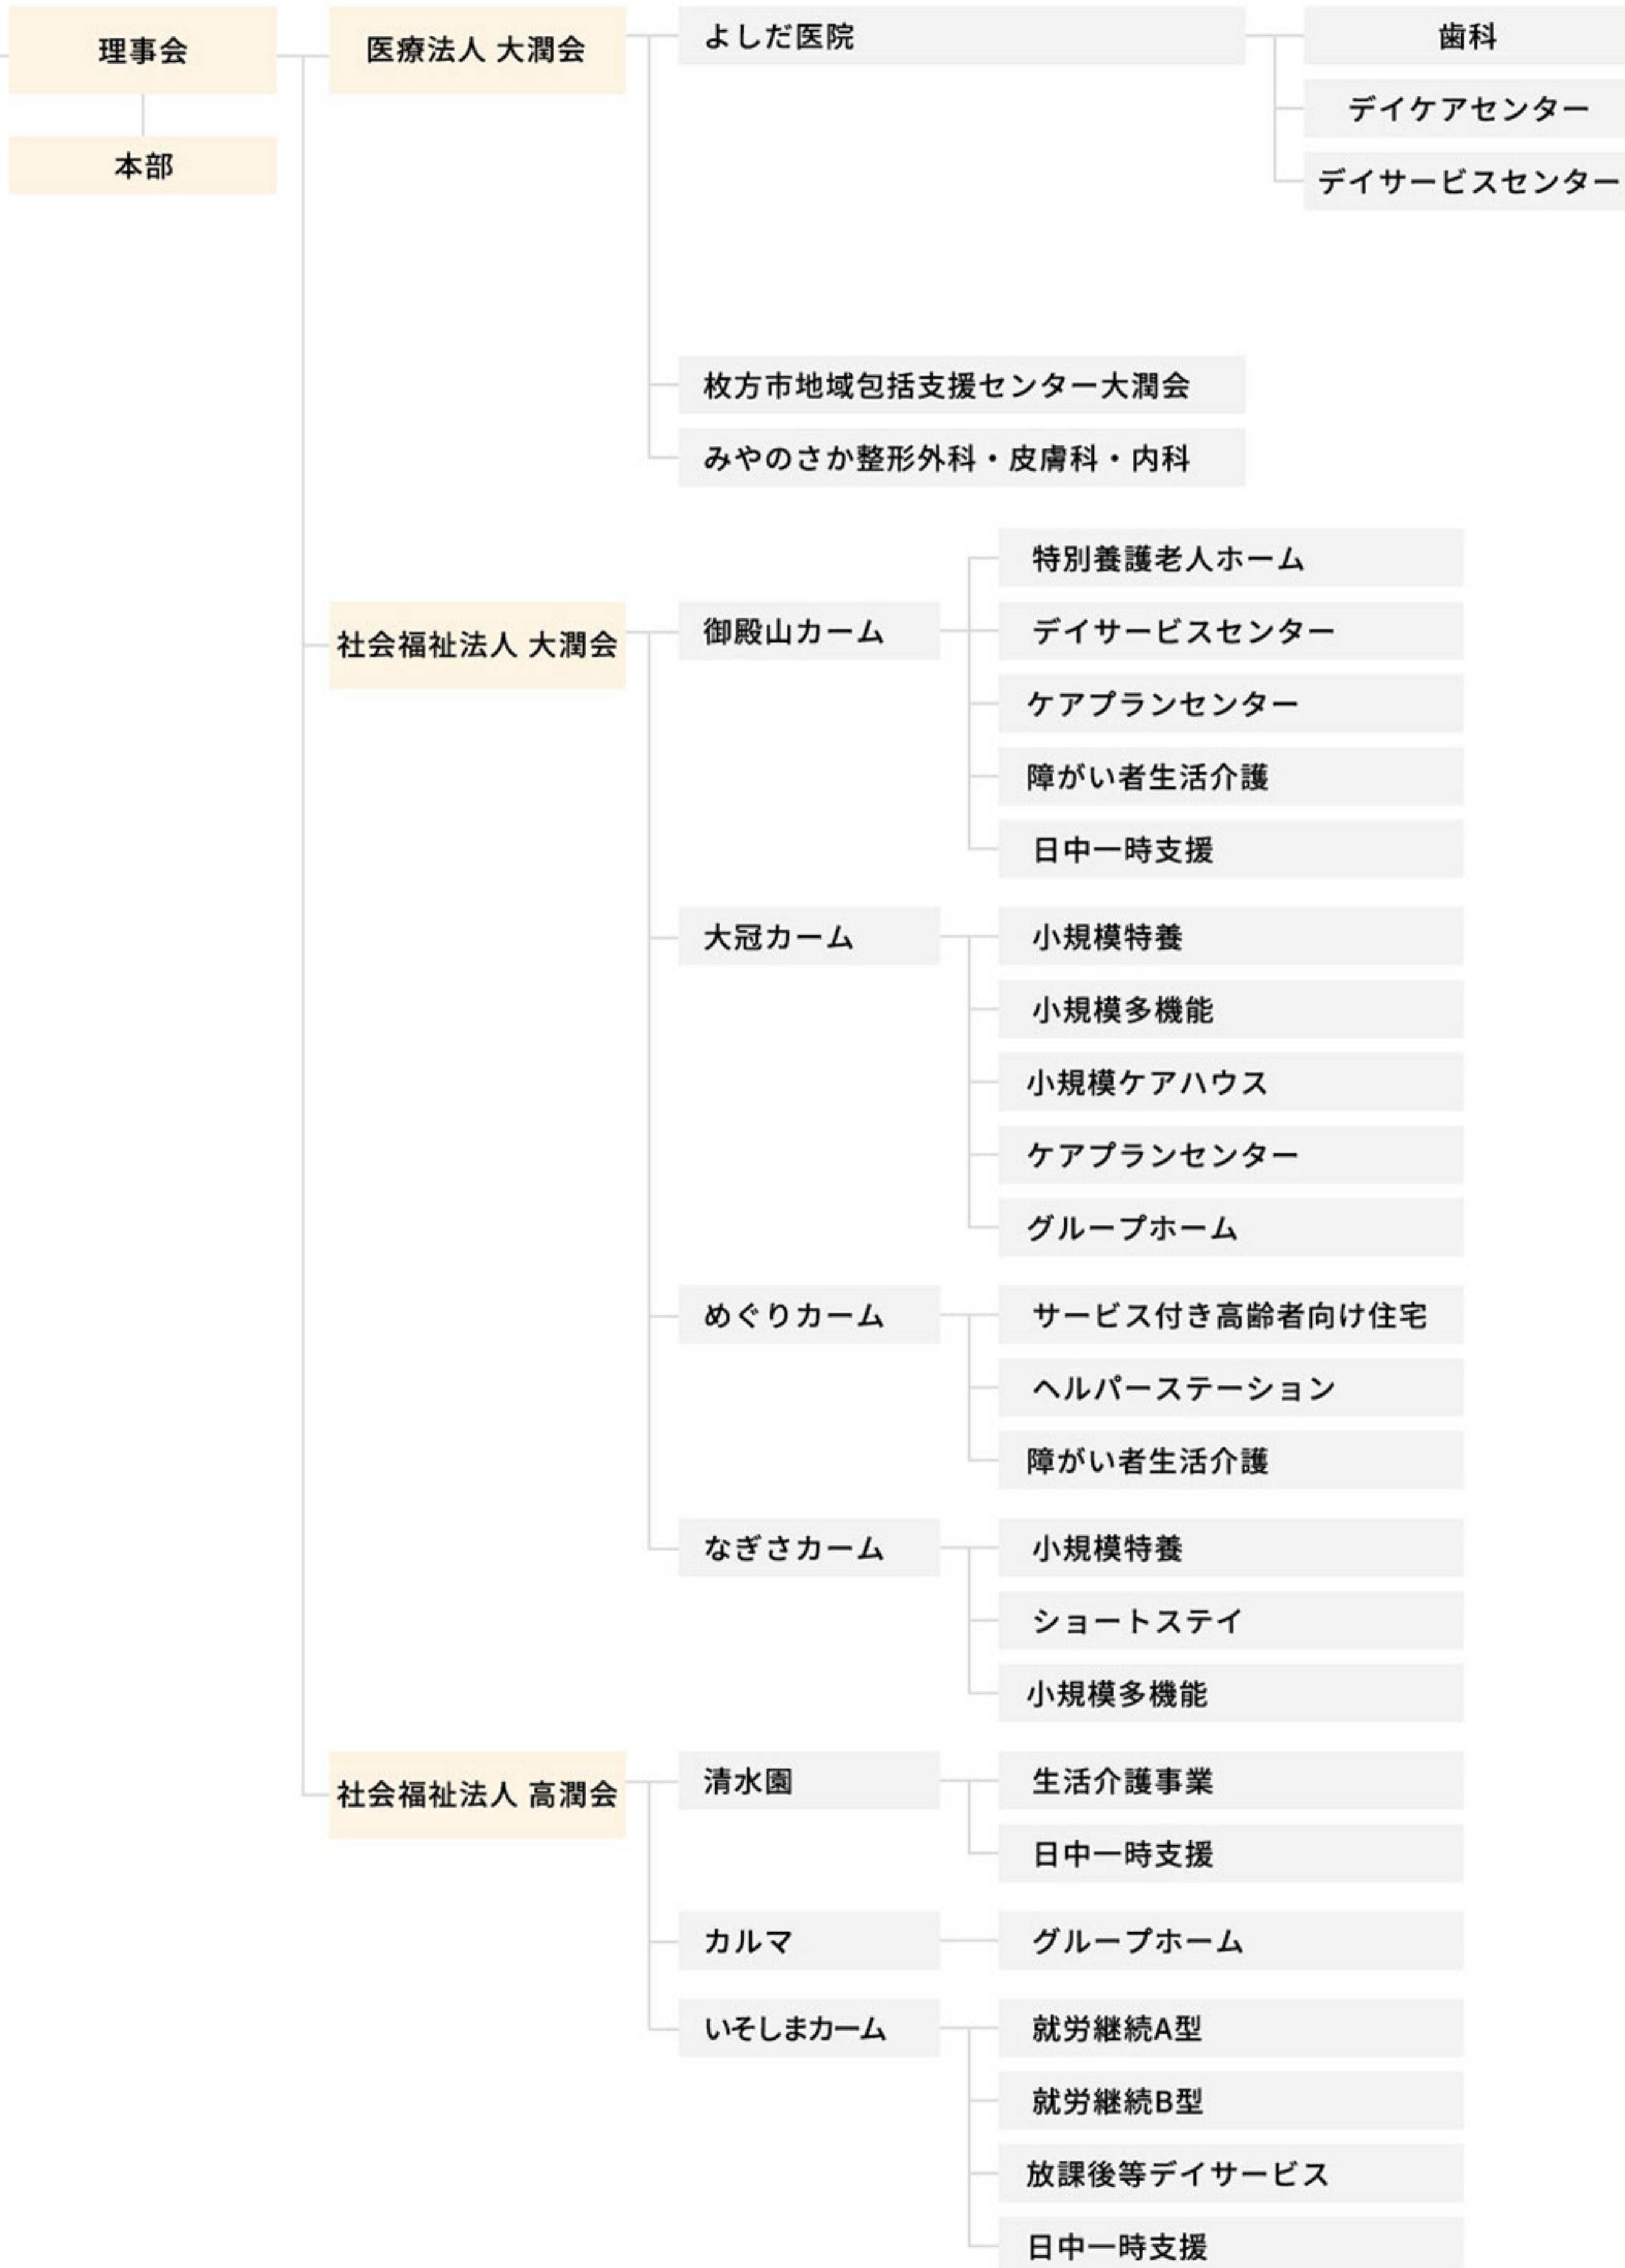 理事会
本部
医療法人 大潤会
よしだ医院
歯科
デイケアセンター
デイサービスセンター
枚方市地域包括支援センター大潤会
みやのさか整形外科・皮膚科・内科
社会福祉法人 大潤会
御殿山カーム
特別養護老人ホーム
デイサービスセンター
ケアプランセンター
障がい者生活介護
日中一時支援
大冠カーム
小規模特養
小規模多機能
小規模ケアハウス
ケアプランセンター
グループホーム
めぐりカーム
サービス付き高齢者向け住宅
ヘルパーステーション
障がい者生活介護
なぎさカーム
小規模特養
ショートステイ
小規模多機能
社会福祉法人 高潤会
清水園
生活介護事業
日中一時支援
カルマ
グループホーム
いそしまカーム
就労継続A型
就労継続B型
放課後等デイサービス
日中一時支援